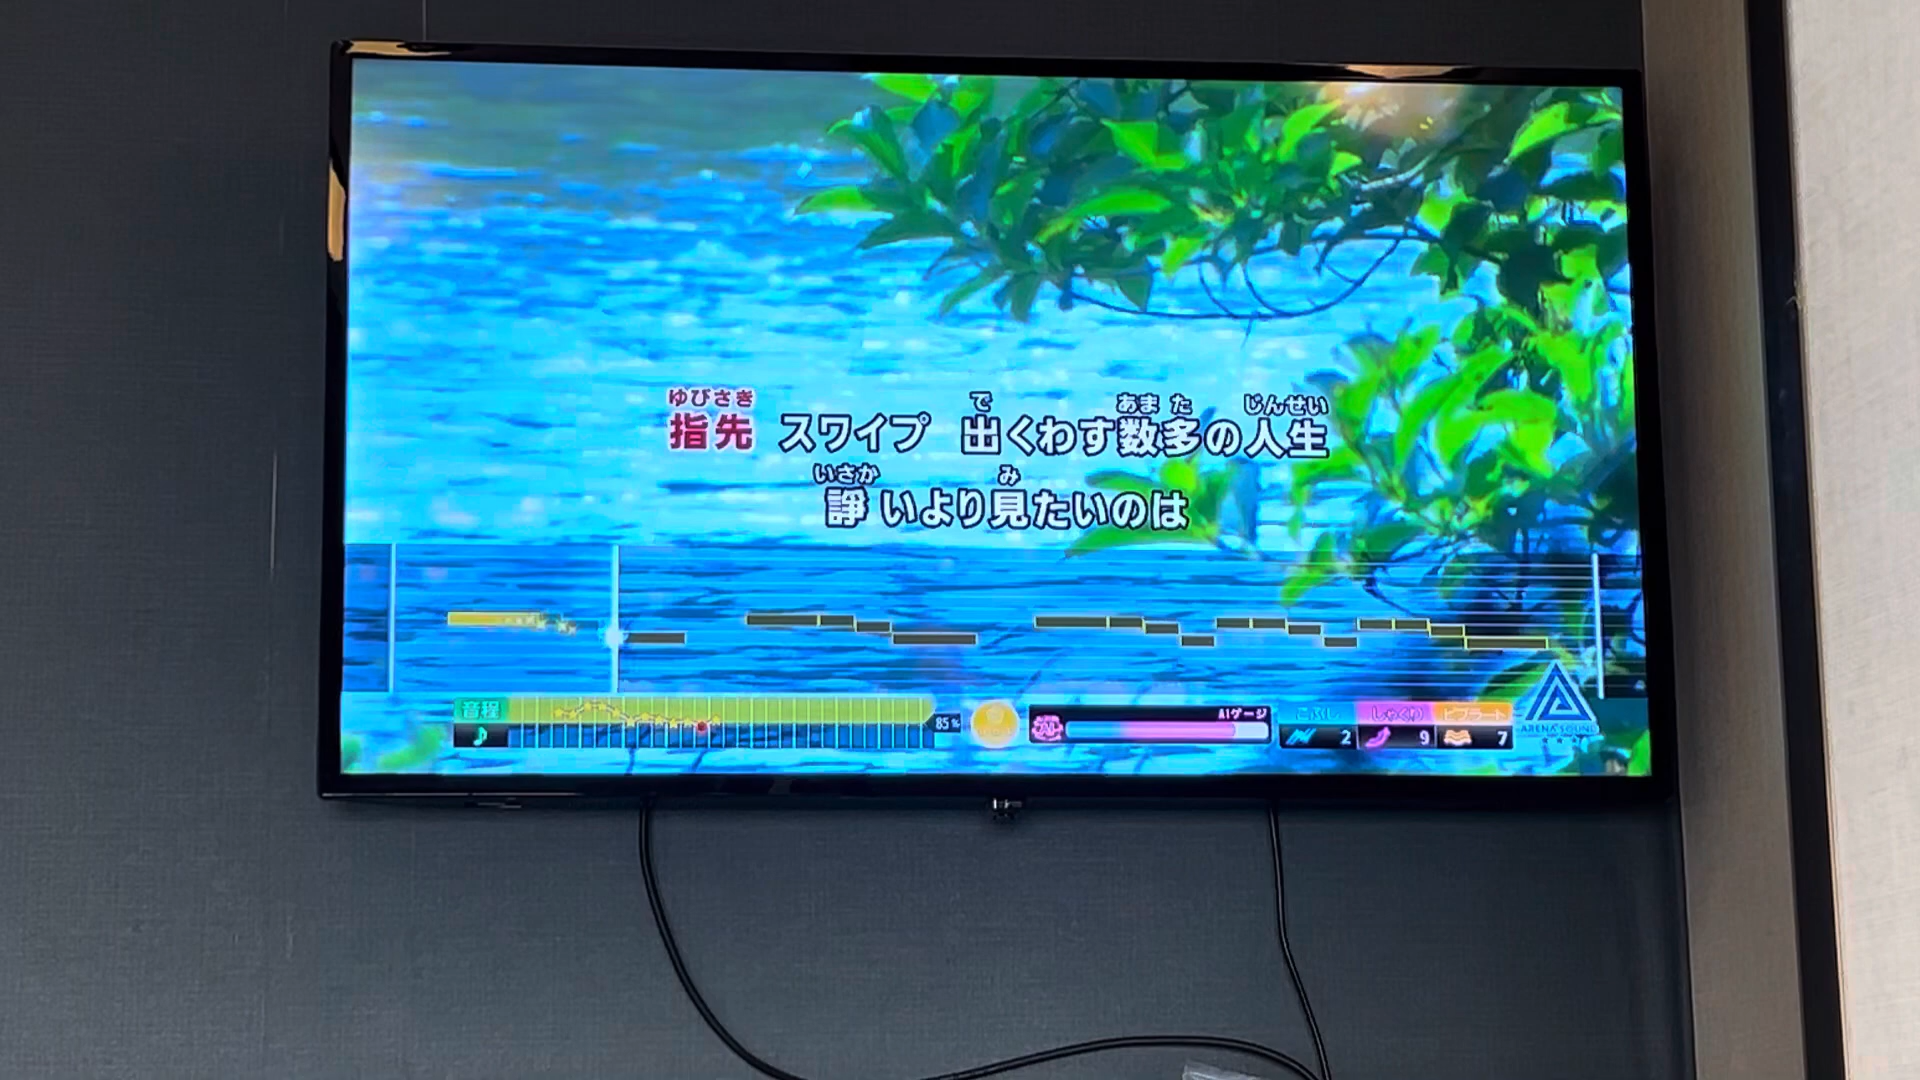 ゆびさき で あまた じんせい
指先 スワイプ 出くわす数多の人生
いさか み
諍いより見たいのは
音程
85%
AI
AIゲージ
こぶし しゃくり ビブラート
2 9 7
ARENA SOUND